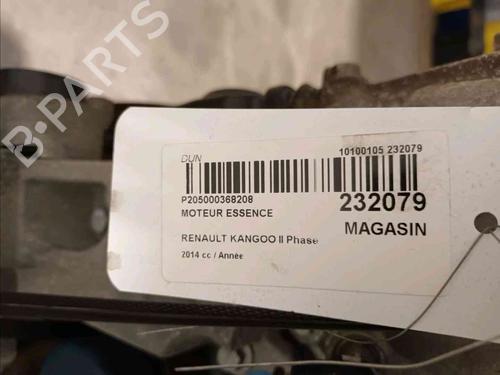 B-PARTS
DUN
10100105 232079
P205000368208
MOTEUR ESSENCE
232079
MAGASIN
RENAULT KANGOO II Phase
2014 cc / Année